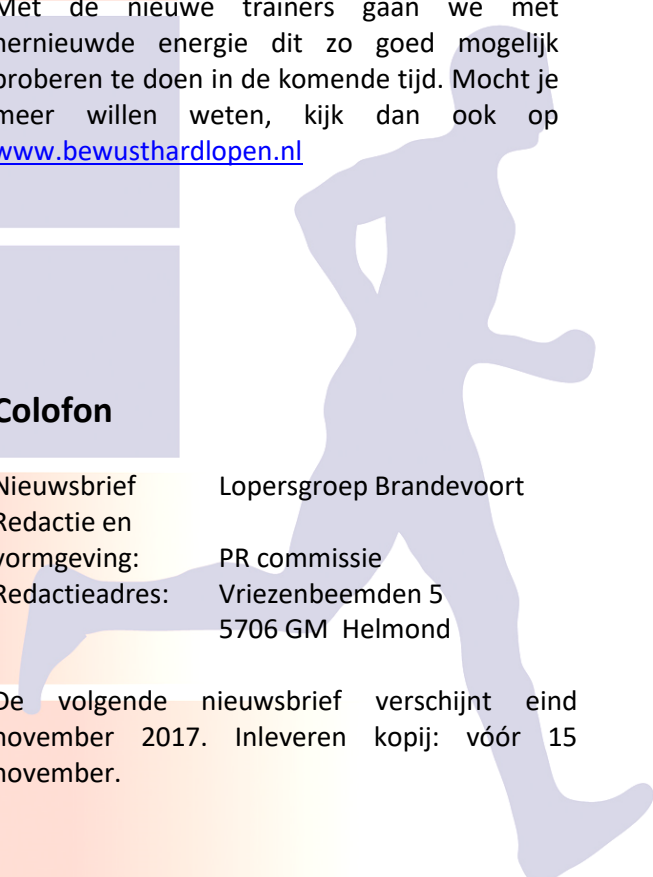 Met de nieuwe trainers gaan we met
hernieuwde energie dit zo goed mogelijk
proberen te doen in de komende tijd. Mocht je
meer willen weten, kijk dan ook op
www.bewusthardlopen.nl
Colofon
Nieuwsbrief Lopersgroep Brandevoort
Redactie en
vormgeving: PR commissie
Redactieadres: Vriezenbeemden 5
5706 GM Helmond
De volgende nieuwsbrief verschijnt eind
november 2017. Inleveren kopij: vóór 15
november.